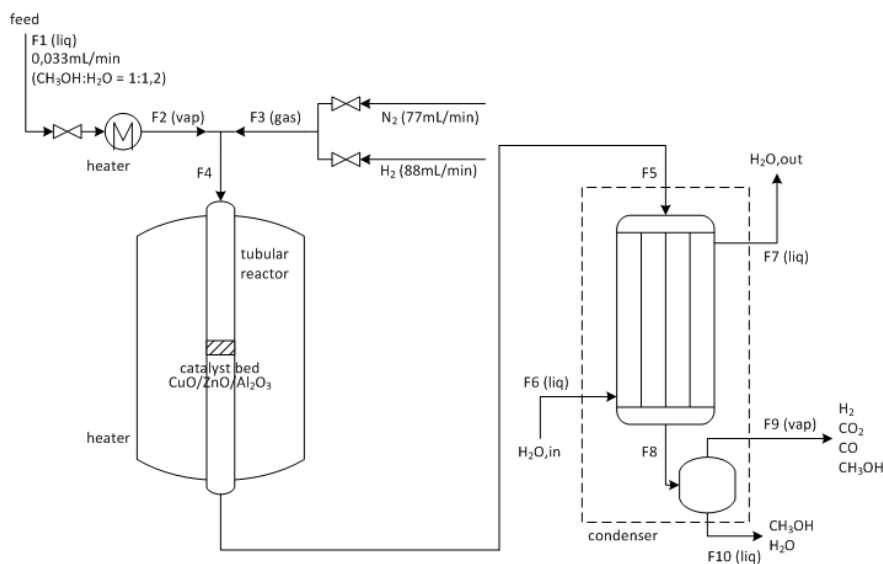 feed
F1 (liq)
0,033mL/min
(CH₃OH:H₂O = 1:1,2)
F2 (vap)
F3 (gas)
N₂ (77mL/min)
M
heater
H₂ (88mL/min)
F4
F5
H₂O,out
tubular
reactor
F7 (liq)
catalyst bed
CuO/ZnO/Al₂O₃
F6 (liq)
heater
H₂O,in
F8
F9 (vap)
H₂
CO₂
CO
CH₃OH
condenser
F10 (liq)
CH₃OH
H₂O